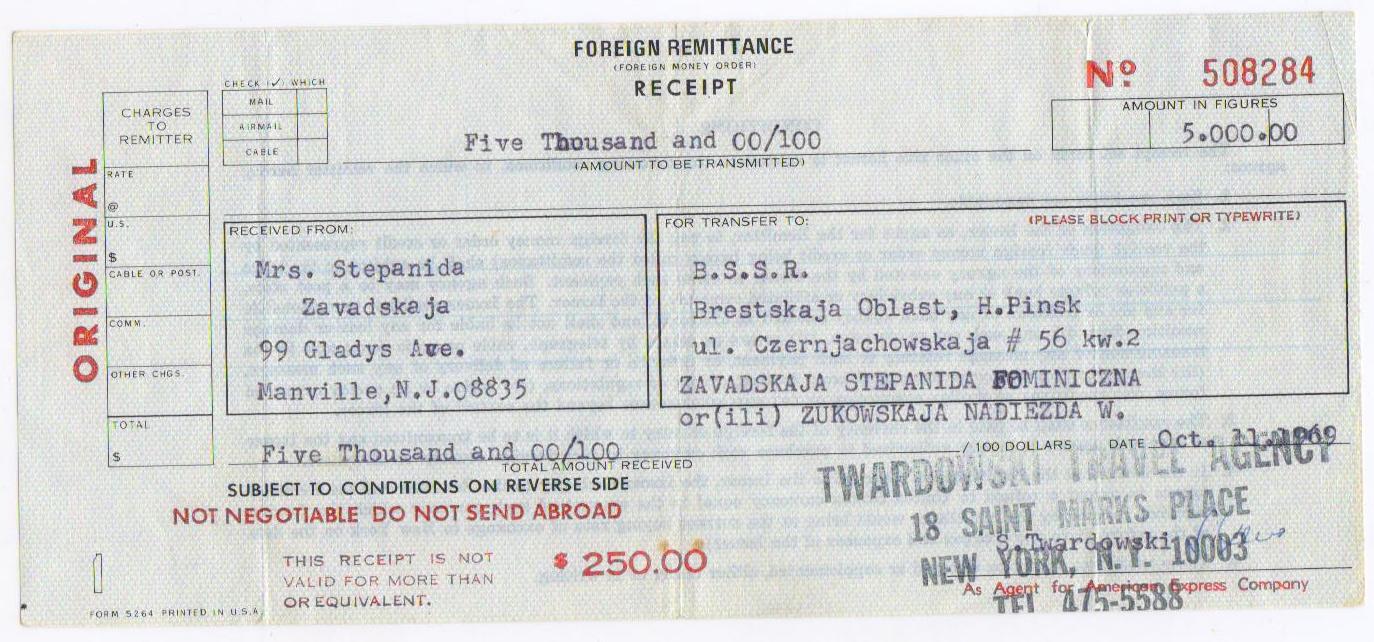 FOREIGN REMITTANCE
(FOREIGN MONEY ORDER)
RECEIPT
Nº 508284
CHECK (✓) WHICH
MAIL
AIRMAIL
CABLE
AMOUNT IN FIGURES
5.000.00
Five Thousand and 00/100
(AMOUNT TO BE TRANSMITTED)
ORIGINAL
CHARGES
TO
REMITTER
RATE
@
U.S.
$
CABLE OR POST.
COMM.
OTHER CHGS.
TOTAL
$
RECEIVED FROM:
Mrs. Stepanida
Zavadskaja
99 Gladys Ave.
Manville,N.J.08835
FOR TRANSFER TO:
(PLEASE BLOCK PRINT OR TYPEWRITE)
B.S.S.R.
Brestskaja Oblast, H.Pinsk
ul. Czernjachowskaja # 56 kw.2
ZAVADSKAJA STEPANIDA DOMINICZNA
or(ili) ZUKOWSKAJA NADIEZDA W.
Five Thousand and 00/100 / 100 DOLLARS DATE Oct. 11.1969
TOTAL AMOUNT RECEIVED
SUBJECT TO CONDITIONS ON REVERSE SIDE
NOT NEGOTIABLE DO NOT SEND ABROAD
THIS RECEIPT IS NOT
VALID FOR MORE THAN
OR EQUIVALENT.
$ 250.00
TWARDOWSKI TRAVEL AGENCY
18 SAINT MARKS PLACE
S.Twardowski
NEW YORK, N. Y. 10003
As Agent for American Express Company
TEL 475-5588
FORM 5264 PRINTED IN U.S.A.